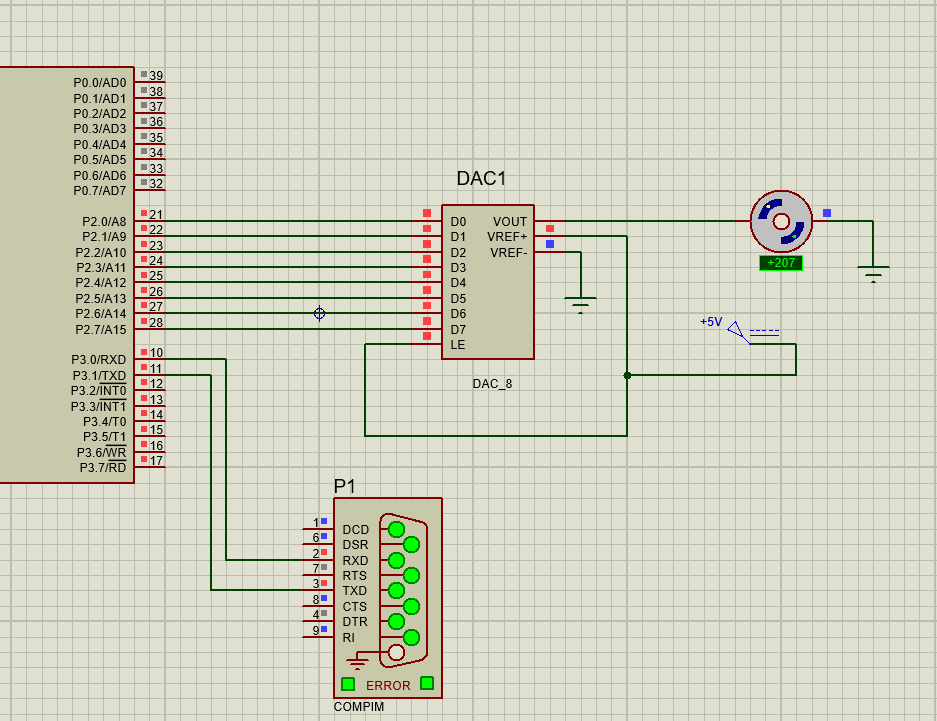 P0.0/AD0 39
P0.1/AD1 38
P0.2/AD2 37
P0.3/AD3 36
P0.4/AD4 35
P0.5/AD5 34
P0.6/AD6 33
P0.7/AD7 32
P2.0/A8 21
P2.1/A9 22
P2.2/A10 23
P2.3/A11 24
P2.4/A12 25
P2.5/A13 26
P2.6/A14 27
P2.7/A15 28
P3.0/RXD 10
P3.1/TXD 11
P3.2/INT0 12
P3.3/INT1 13
P3.4/T0 14
P3.5/T1 15
P3.6/WR 16
P3.7/RD 17
DAC1
D0 VOUT
D1 VREF+
D2 VREF-
D3
D4
D5
D6
D7
LE
DAC_8
+207
+5V
P1
1 DCD
6 DSR
2 RXD
7 RTS
3 TXD
8 CTS
4 DTR
9 RI
ERROR
COMPIM